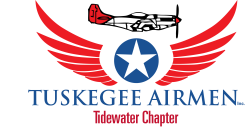 TUSKEGEE AIRMEN Inc.
Tidewater Chapter